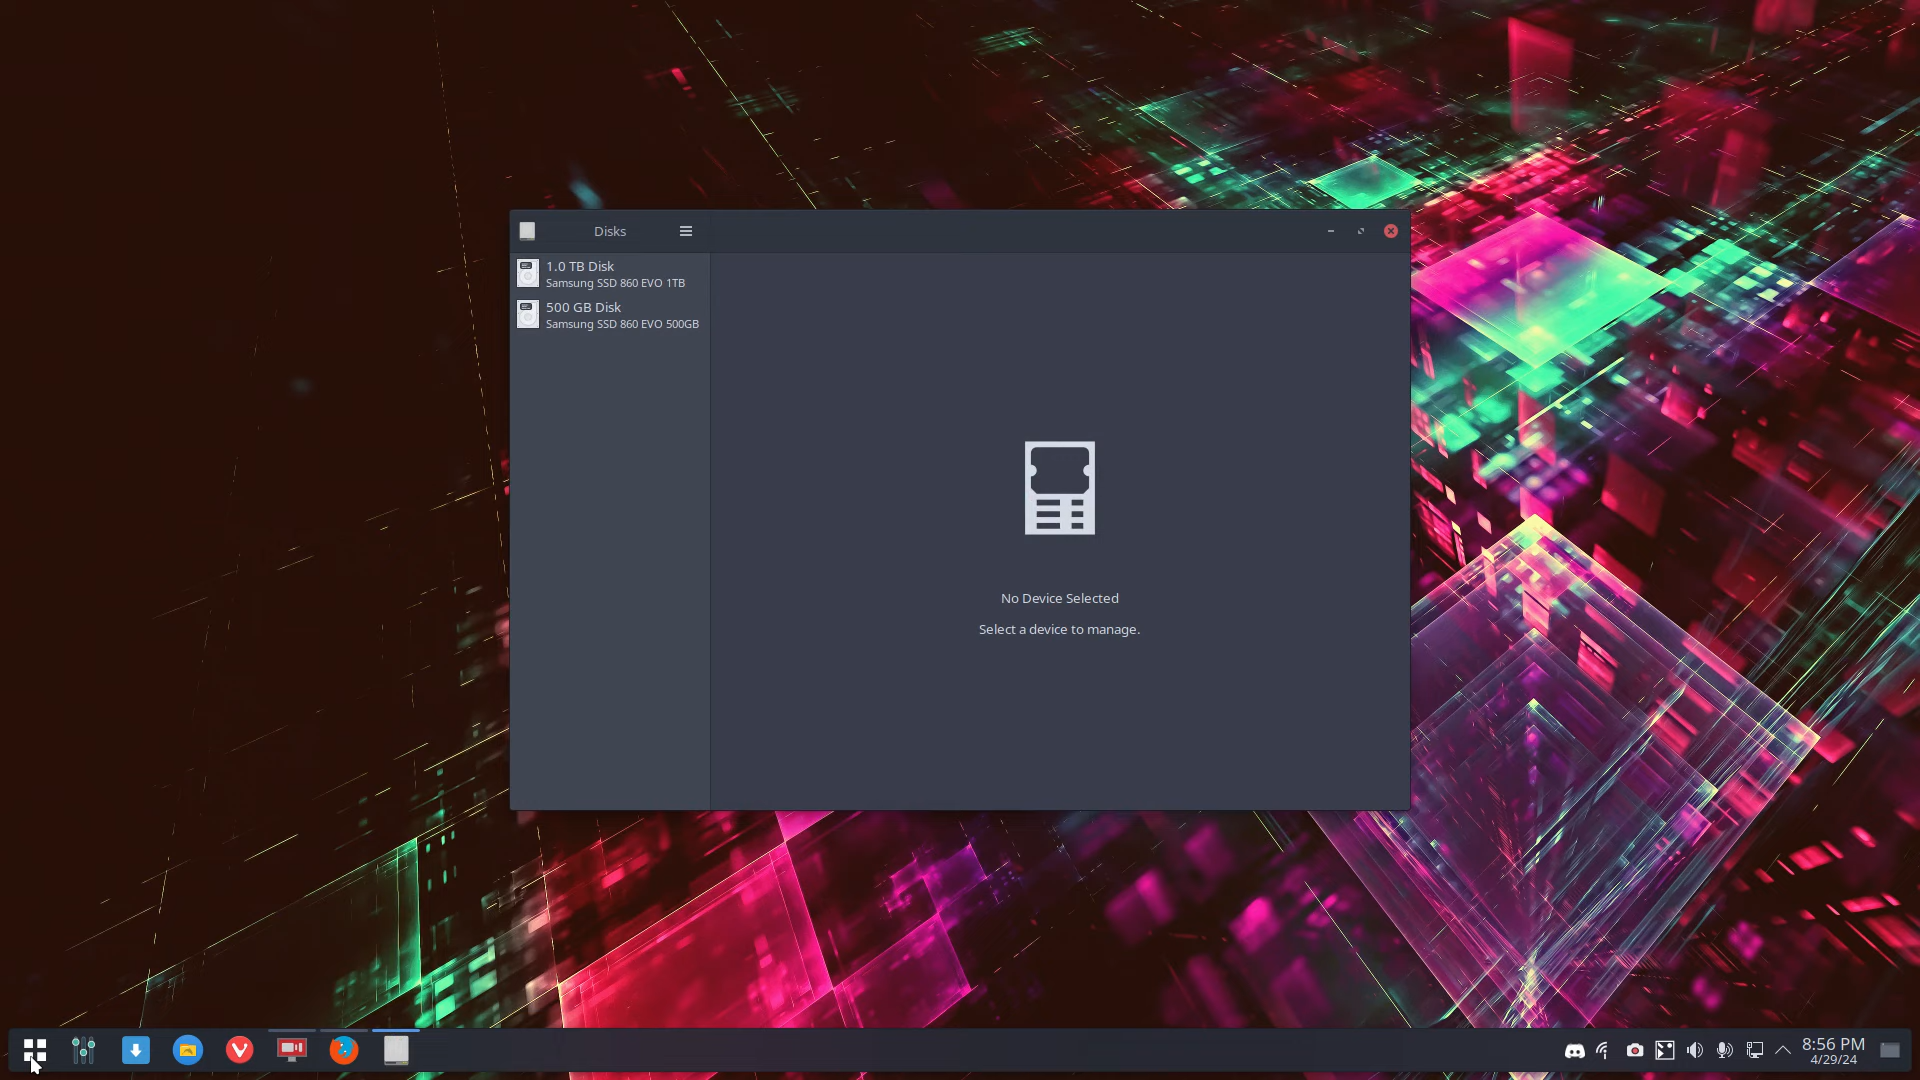 Disks
1.0 TB Disk
Samsung SSD 860 EVO 1TB
500 GB Disk
Samsung SSD 860 EVO 500GB
No Device Selected
Select a device to manage.
8:56 PM
4/29/24